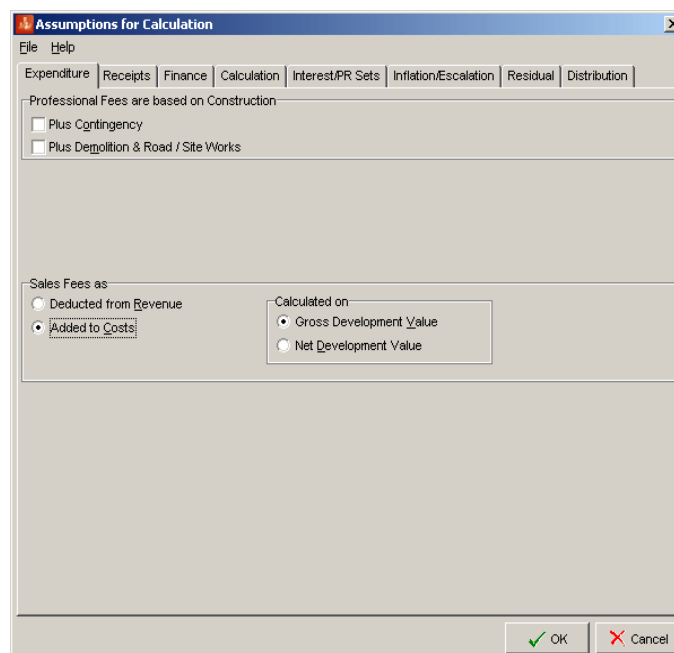 Assumptions for Calculation
File Help
Expenditure Receipts Finance Calculation Interest/PR Sets Inflation/Escalation Residual Distribution
Professional Fees are based on Construction
Plus Contingency
Plus Demolition & Road / Site Works
Sales Fees as
Deducted from Revenue
Added to Costs
Calculated on
Gross Development Value
Net Development Value
OK Cancel